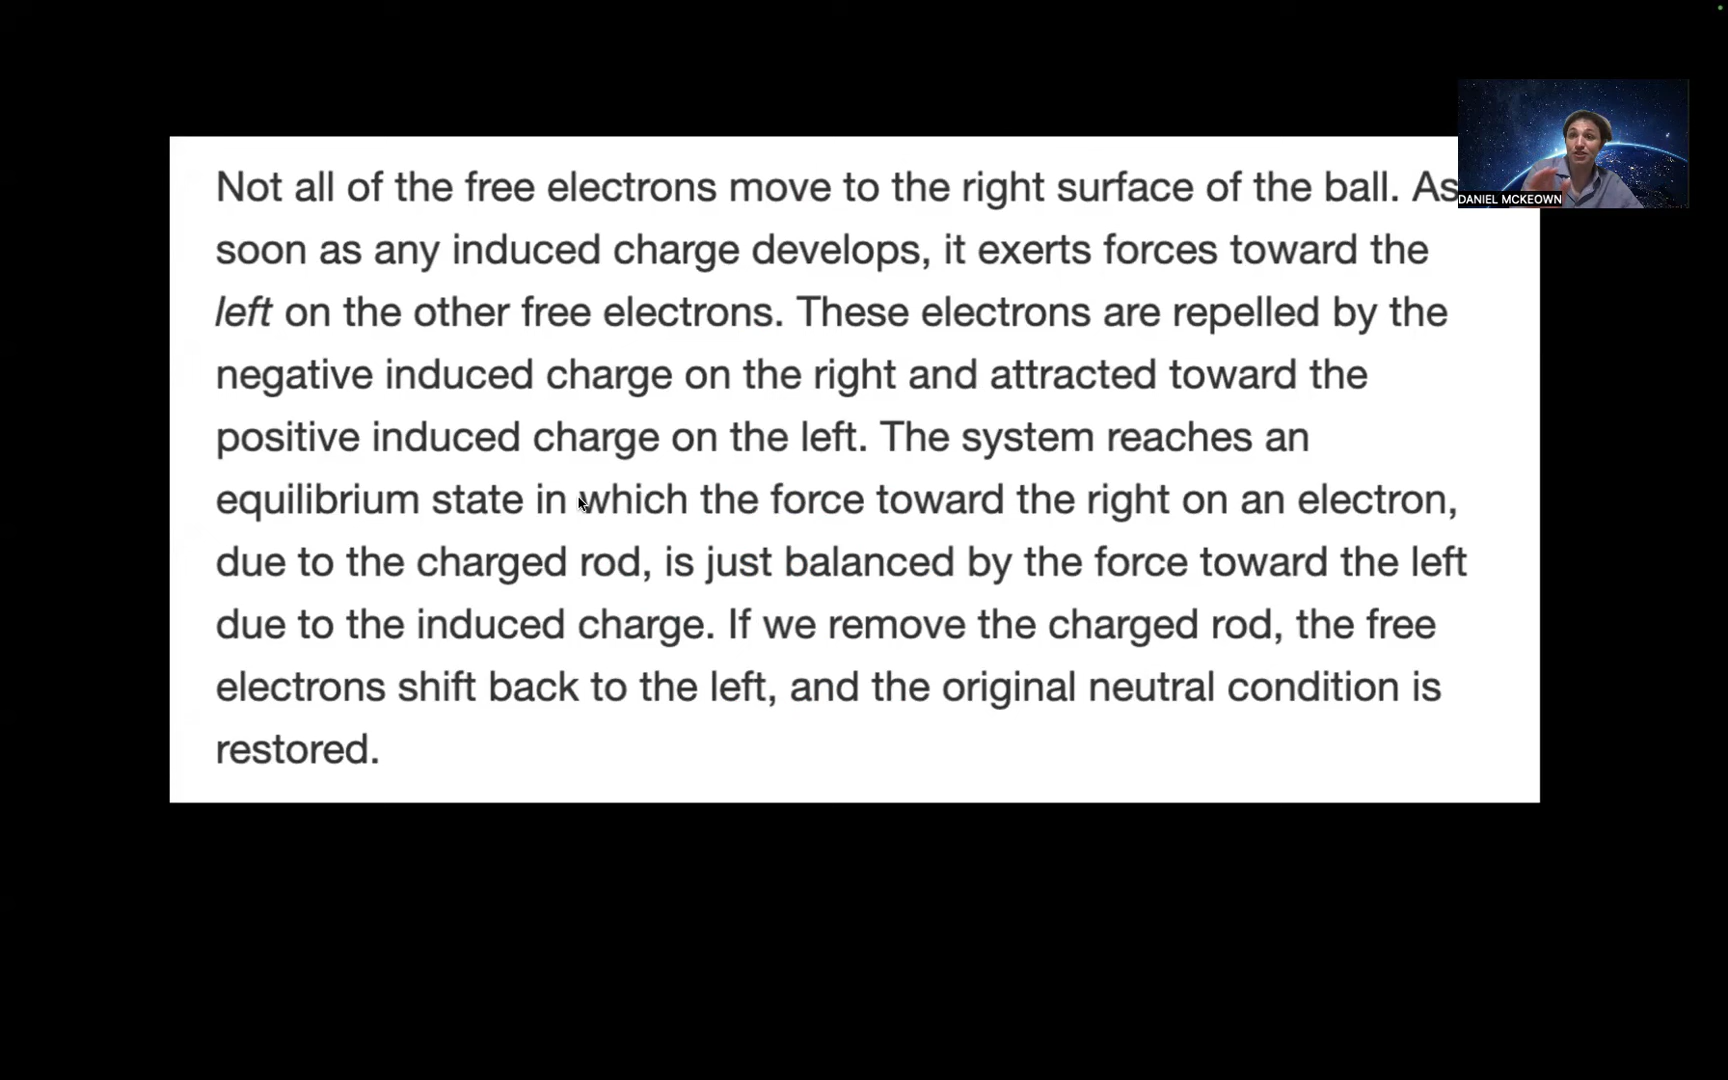 Not all of the free electrons move to the right surface of the ball. As
soon as any induced charge develops, it exerts forces toward the
left on the other free electrons. These electrons are repelled by the
negative induced charge on the right and attracted toward the
positive induced charge on the left. The system reaches an
equilibrium state in which the force toward the right on an electron,
due to the charged rod, is just balanced by the force toward the left
due to the induced charge. If we remove the charged rod, the free
electrons shift back to the left, and the original neutral condition is
restored.
DANIEL MCKEOWN